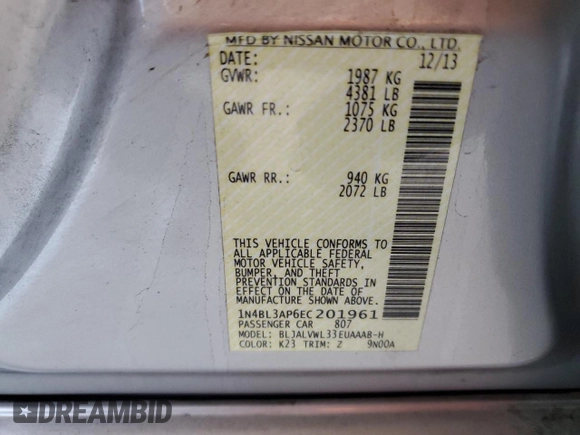 MFD BY NISSAN MOTOR CO., LTD.
DATE: 12/13
GVWR: 1987 KG
4381 LB
GAWR FR.: 1075 KG
2370 LB
GAWR RR.: 940 KG
2072 LB
THIS VEHICLE CONFORMS TO
ALL APPLICABLE FEDERAL
MOTOR VEHICLE SAFETY,
BUMPER, AND THEFT
PREVENTION STANDARDS
IN EFFECT ON THE DATE OF
MANUFACTURE SHOWN ABOVE.
1N4BL3AP6EC201961
PASSENGER CAR 807
MODEL: BLJALVWL33EUAAAB-H
COLOR: K23 TRIM: Z 9N00A
DREAMBID